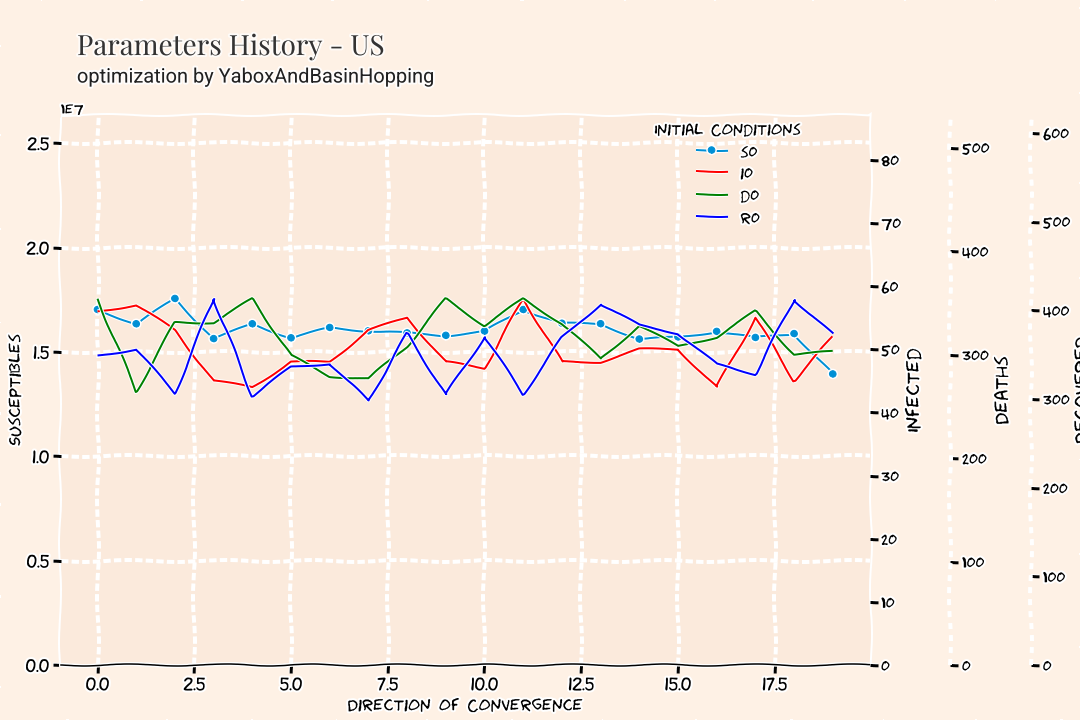 Parameters History - US
optimization by YaboxAndBasinHopping
1E7
INITIAL CONDITIONS
S0
I0
D0
R0
2.5
2.0
1.5
1.0
0.5
0.0
SUSCEPTIBLES
0.0 2.5 5.0 7.5 10.0 12.5 15.0 17.5
DIRECTION OF CONVERGENCE
80
70
60
50
40
30
20
10
0
INFECTED
500
400
300
200
100
0
DEATHS
600
500
400
300
200
100
0